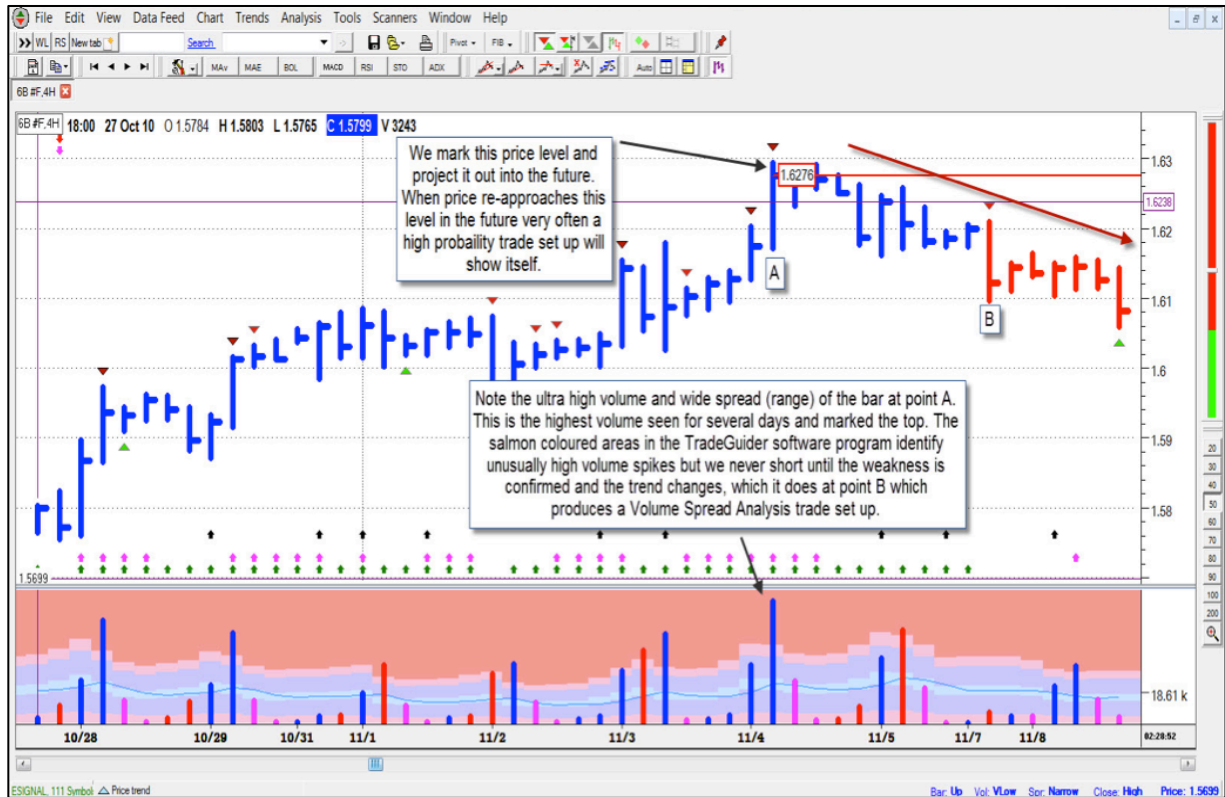 File Edit View Data Feed Chart Trends Analysis Tools Scanners Window Help
WL RS New tab Search Pivot FIB
MAv MAE BOL MACD RSI STO ADX Auto
6B #F,4H
6B #F,4H 18:00 27 Oct 10 O 1.5784 H 1.5803 L 1.5765 C 1.5799 V 3243
We mark this price level and
project it out into the future.
When price re-approaches this
level in the future very often a
high probaility trade set up will
show itself.
1.6276
A
B
Note the ultra high volume and wide spread (range) of the bar at point A.
This is the highest volume seen for several days and marked the top. The
salmon coloured areas in the TradeGuider software program identify
unusually high volume spikes but we never short until the weakness is
confirmed and the trend changes, which it does at point B which
produces a Volume Spread Analysis trade set up.
1.63
1.6238
1.62
1.61
1.6
1.59
1.58
1.5699
20
30
40
50
60
70
80
90
100
200
18.61 k
10/28 10/29 10/31 11/1 11/2 11/3 11/4 11/5 11/7 11/8 02:28:52
ESIGNAL, 111 Symbol Price trend Bar: Up Vol: VLow Spr: Narrow Close: High Price: 1.5699